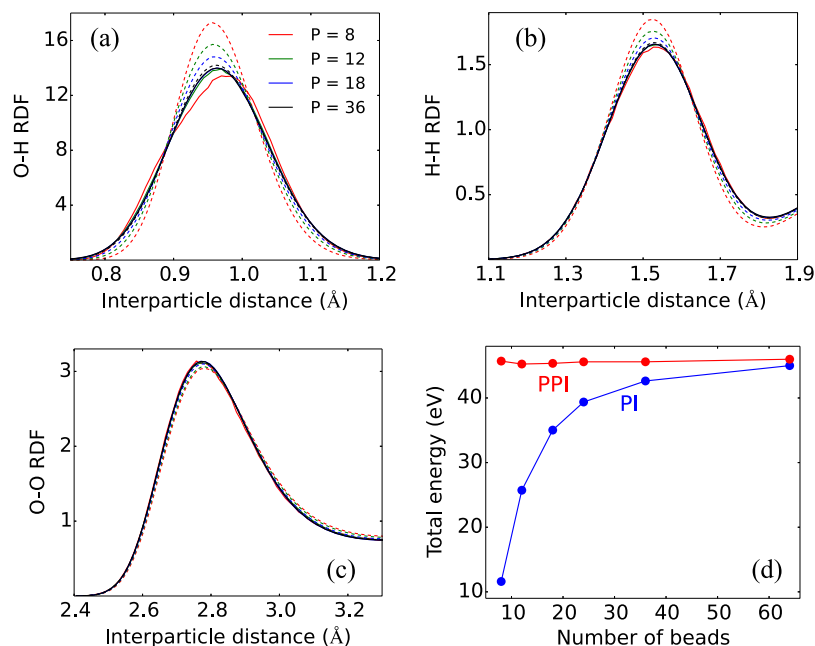 (a)
P = 8
P = 12
P = 18
P = 36
16
12
8
4
O-H RDF
0.8 0.9 1.0 1.1 1.2
Interparticle distance (Å)
(b)
1.5
1.0
0.5
H-H RDF
1.1 1.3 1.5 1.7 1.9
Interparticle distance (Å)
(c)
3
2
1
O-O RDF
2.4 2.6 2.8 3.0 3.2
Interparticle distance (Å)
PPI
PI
(d)
40
30
20
10
Total energy (eV)
10 20 30 40 50 60
Number of beads